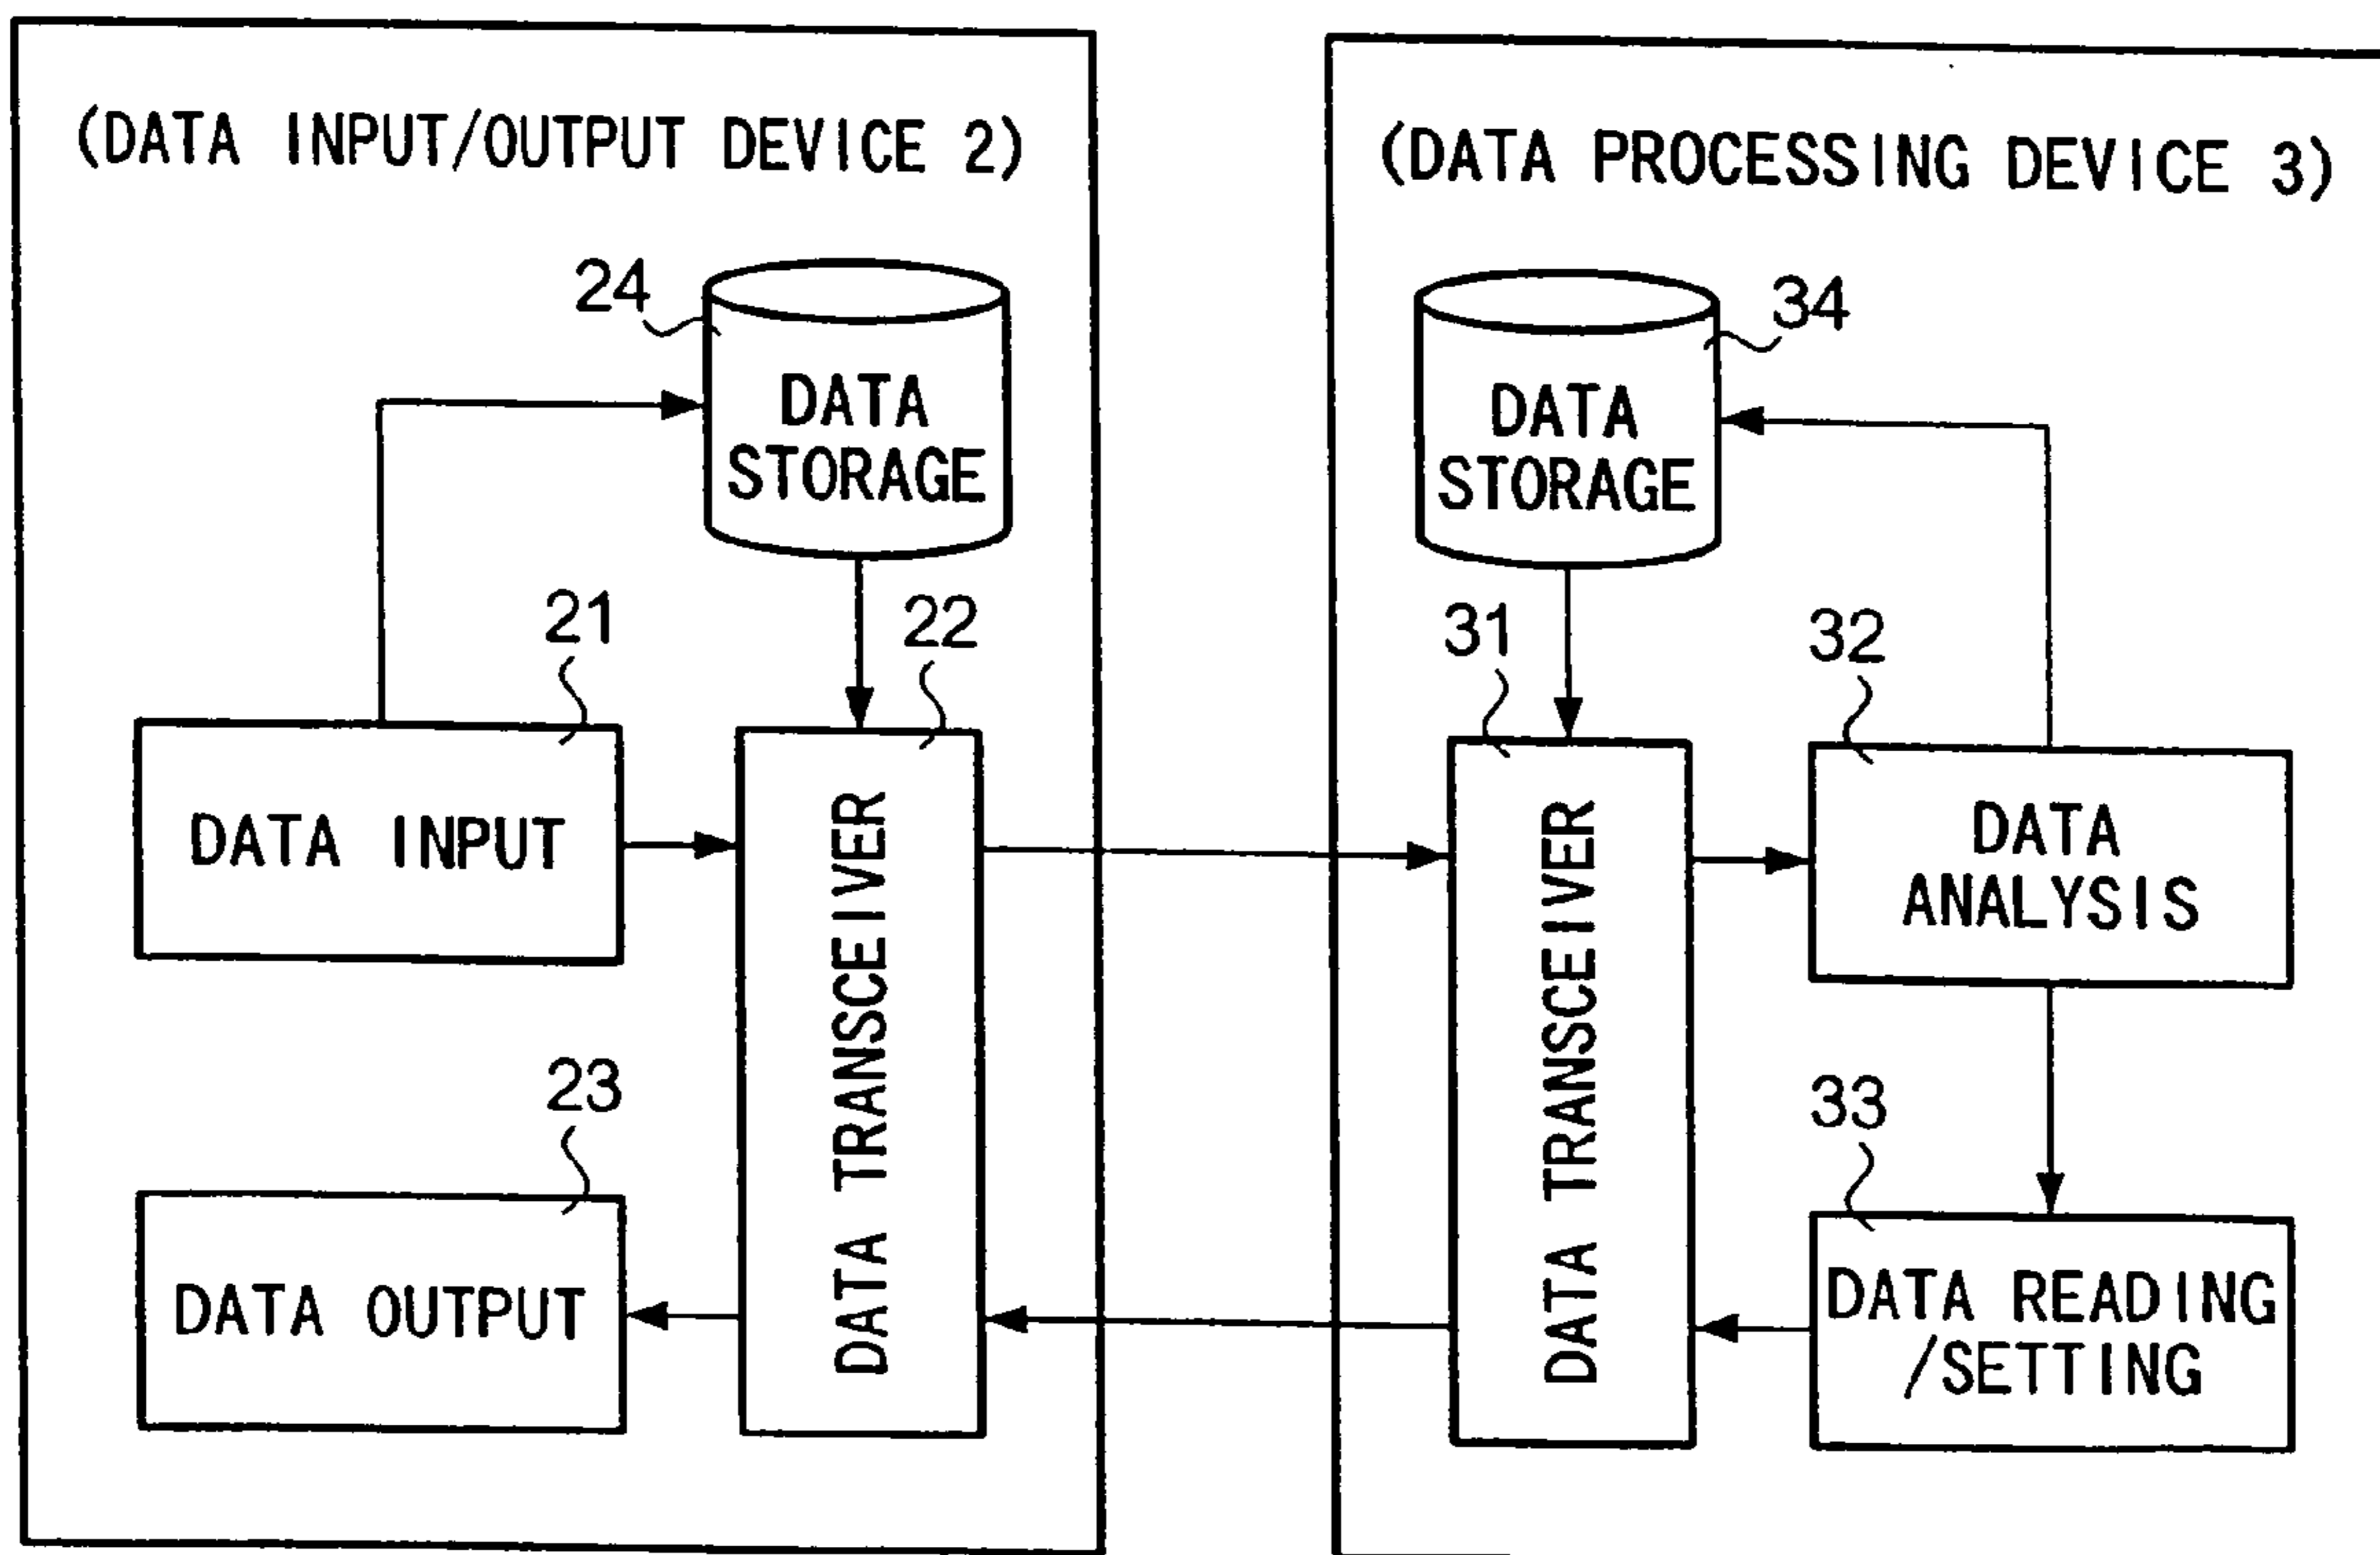 (DATA INPUT/OUTPUT DEVICE 2)
24
DATA
STORAGE
21
22
DATA INPUT
DATA TRANSCEIVER
23
DATA OUTPUT
(DATA PROCESSING DEVICE 3)
34
DATA
STORAGE
31
32
DATA TRANSCEIVER
DATA
ANALYSIS
33
DATA READING
/SETTING